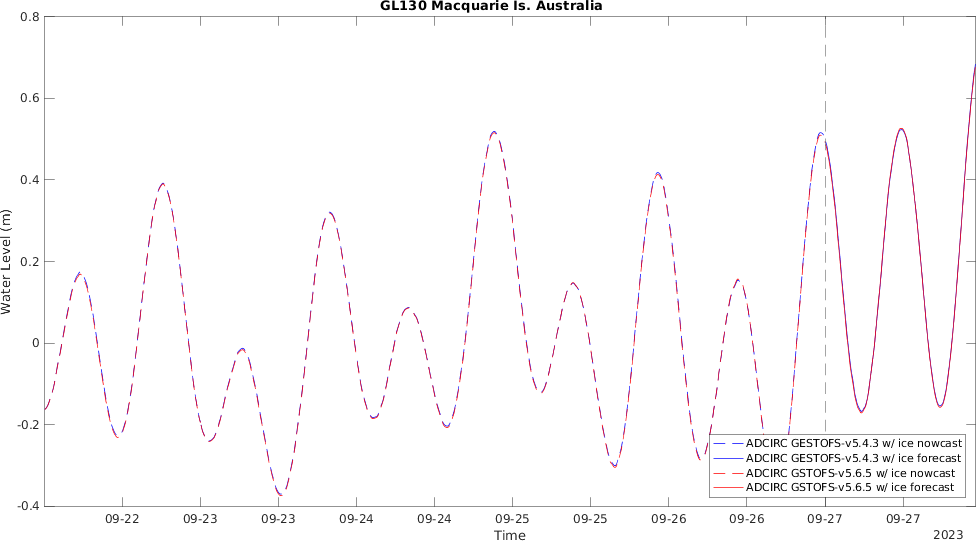 GL130 Macquarie Is. Australia
0.8
0.6
0.4
0.2
0
-0.2
-0.4
Water Level (m)
ADCIRC GESTOFS-v5.4.3 w/ ice nowcast
ADCIRC GESTOFS-v5.4.3 w/ ice forecast
ADCIRC GSTOFS-v5.6.5 w/ ice nowcast
ADCIRC GSTOFS-v5.6.5 w/ ice forecast
09-22 09-23 09-23 09-24 09-24 09-25 09-25 09-26 09-26 09-27 09-27
Time
2023